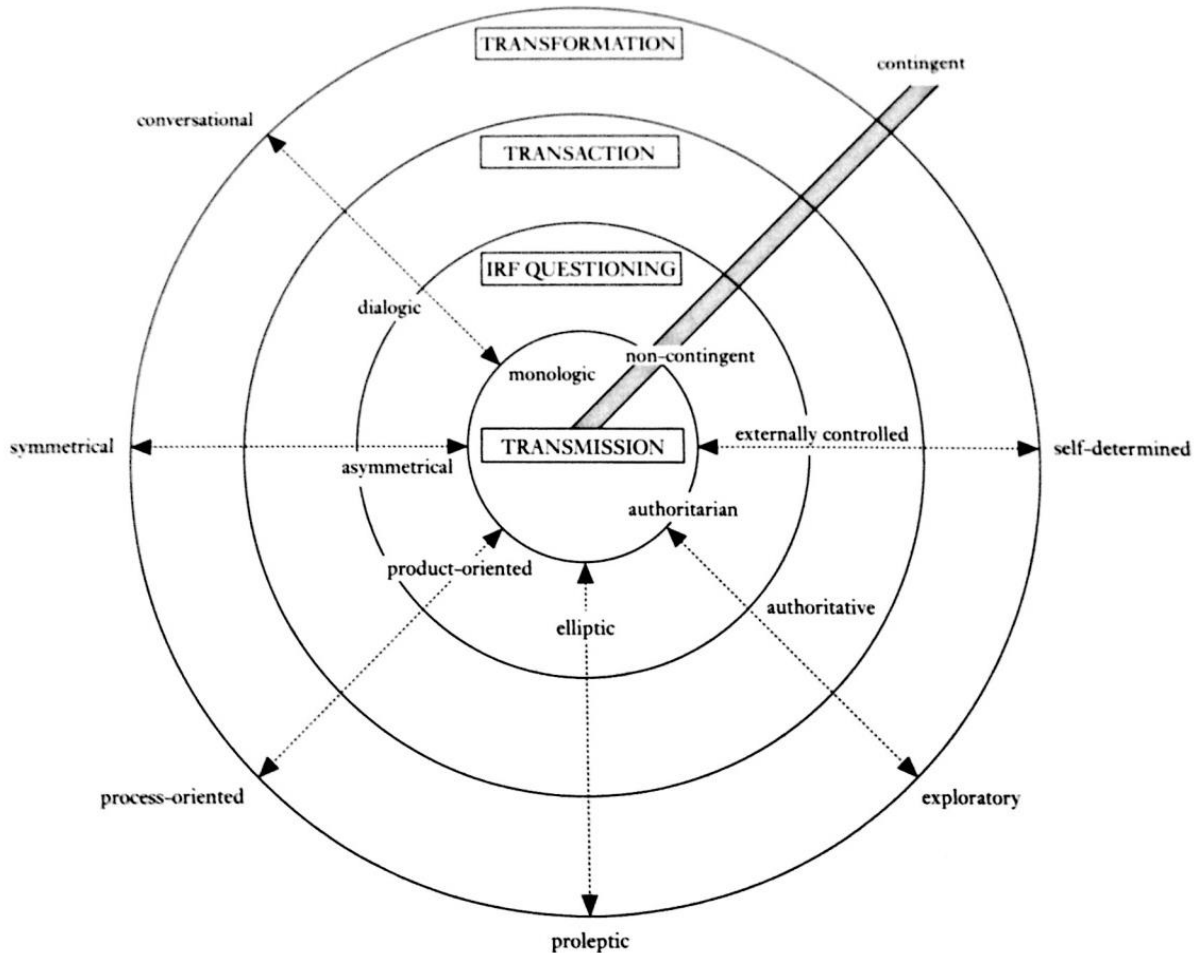 TRANSFORMATION
contingent
conversational
TRANSACTION
IRF QUESTIONING
dialogic
non-contingent
monologic
externally controlled
symmetrical
TRANSMISSION
self-determined
asymmetrical
authoritarian
product-oriented
authoritative
elliptic
process-oriented
exploratory
proleptic